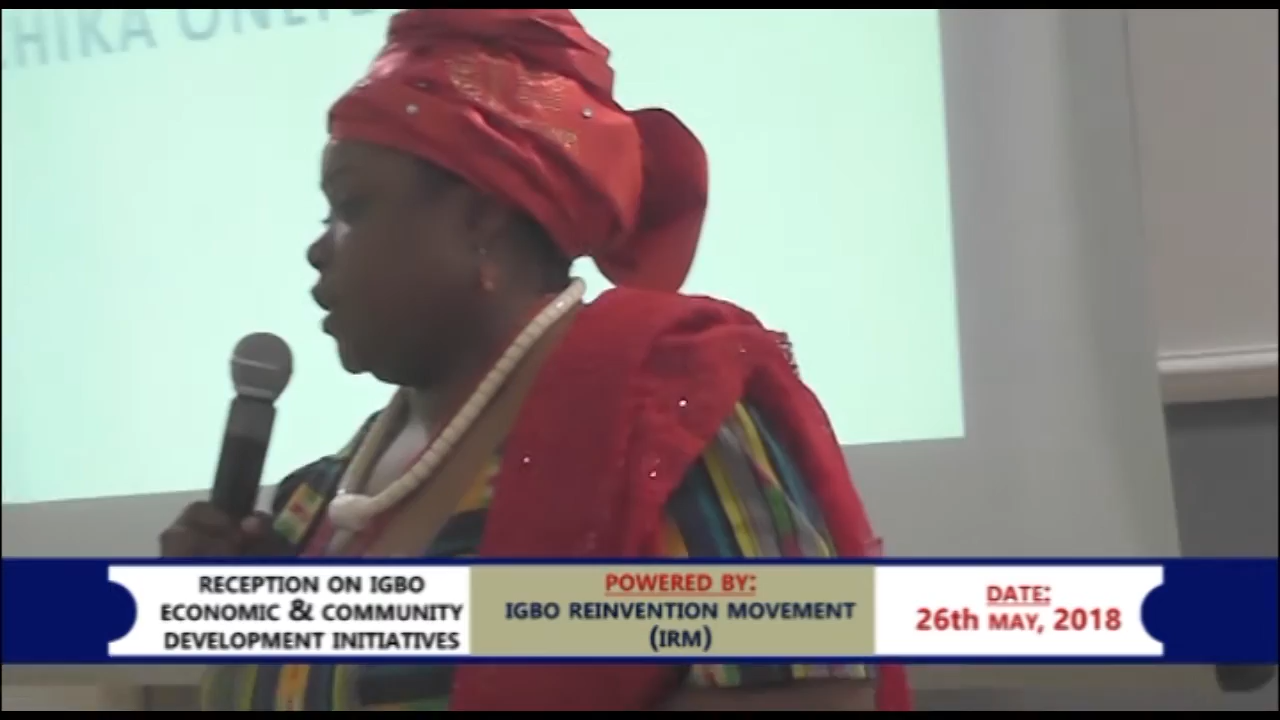 RECEPTION ON IGBO
ECONOMIC & COMMUNITY
DEVELOPMENT INITIATIVES
POWERED BY:
IGBO REINVENTION MOVEMENT
(IRM)
DATE:
26th MAY, 2018